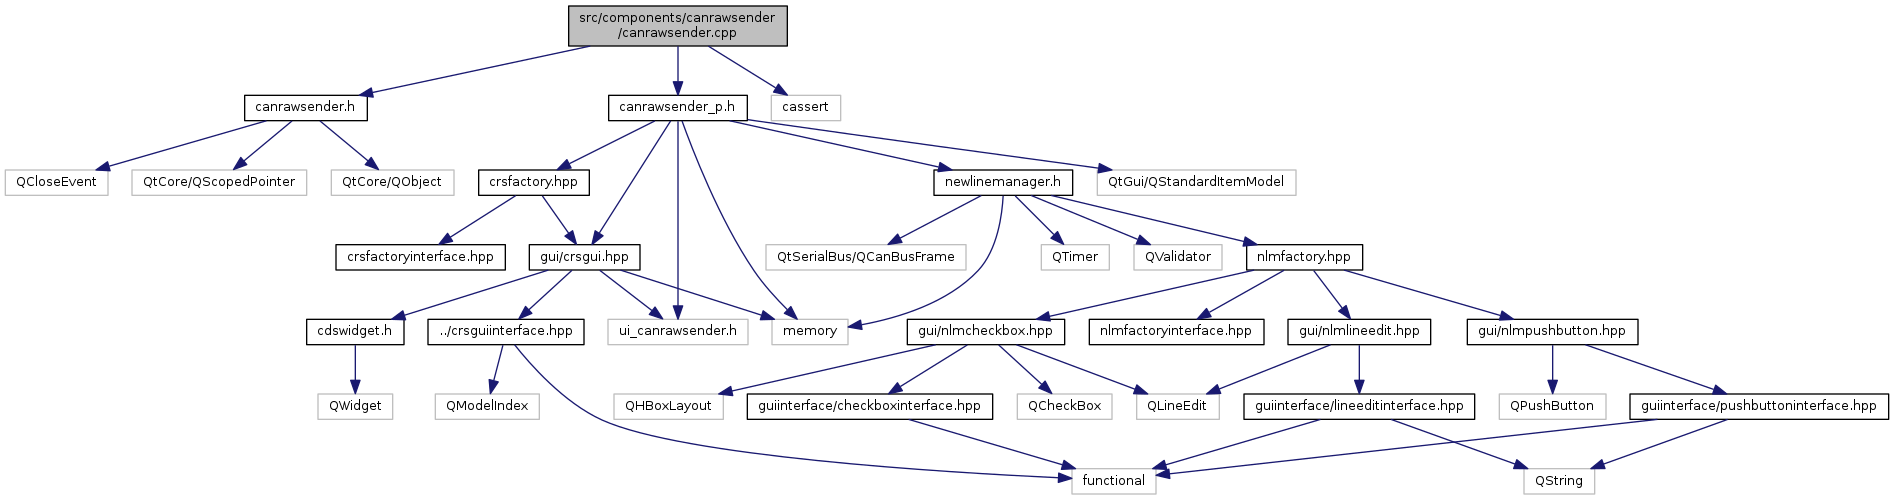 src/components/canrawsender
/canrawsender.cpp
canrawsender.h
canrawsender_p.h
cassert
QCloseEvent
QtCore/QScopedPointer
QtCore/QObject
crsfactory.hpp
newlinemanager.h
QtGui/QStandardItemModel
crsfactoryinterface.hpp
gui/crsgui.hpp
QtSerialBus/QCanBusFrame
QTimer
QValidator
nlmfactory.hpp
cdswidget.h
../crsguiinterface.hpp
ui_canrawsender.h
memory
gui/nlmcheckbox.hpp
nlmfactoryinterface.hpp
gui/nlmlineedit.hpp
gui/nlmpushbutton.hpp
QWidget
QModelIndex
QHBoxLayout
guiinterface/checkboxinterface.hpp
QCheckBox
QLineEdit
guiinterface/lineeditinterface.hpp
QPushButton
guiinterface/pushbuttoninterface.hpp
functional
QString